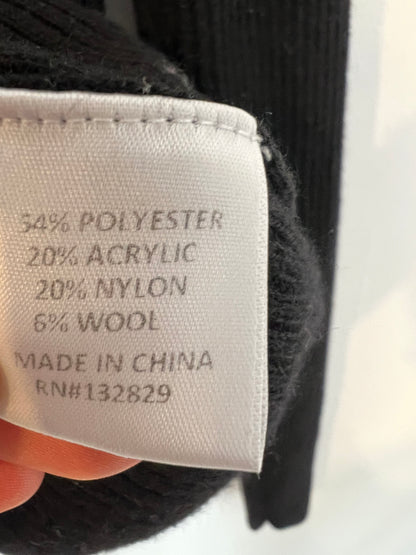 54% POLYESTER
20% ACRYLIC
20% NYLON
6% WOOL
MADE IN CHINA
RN#132829